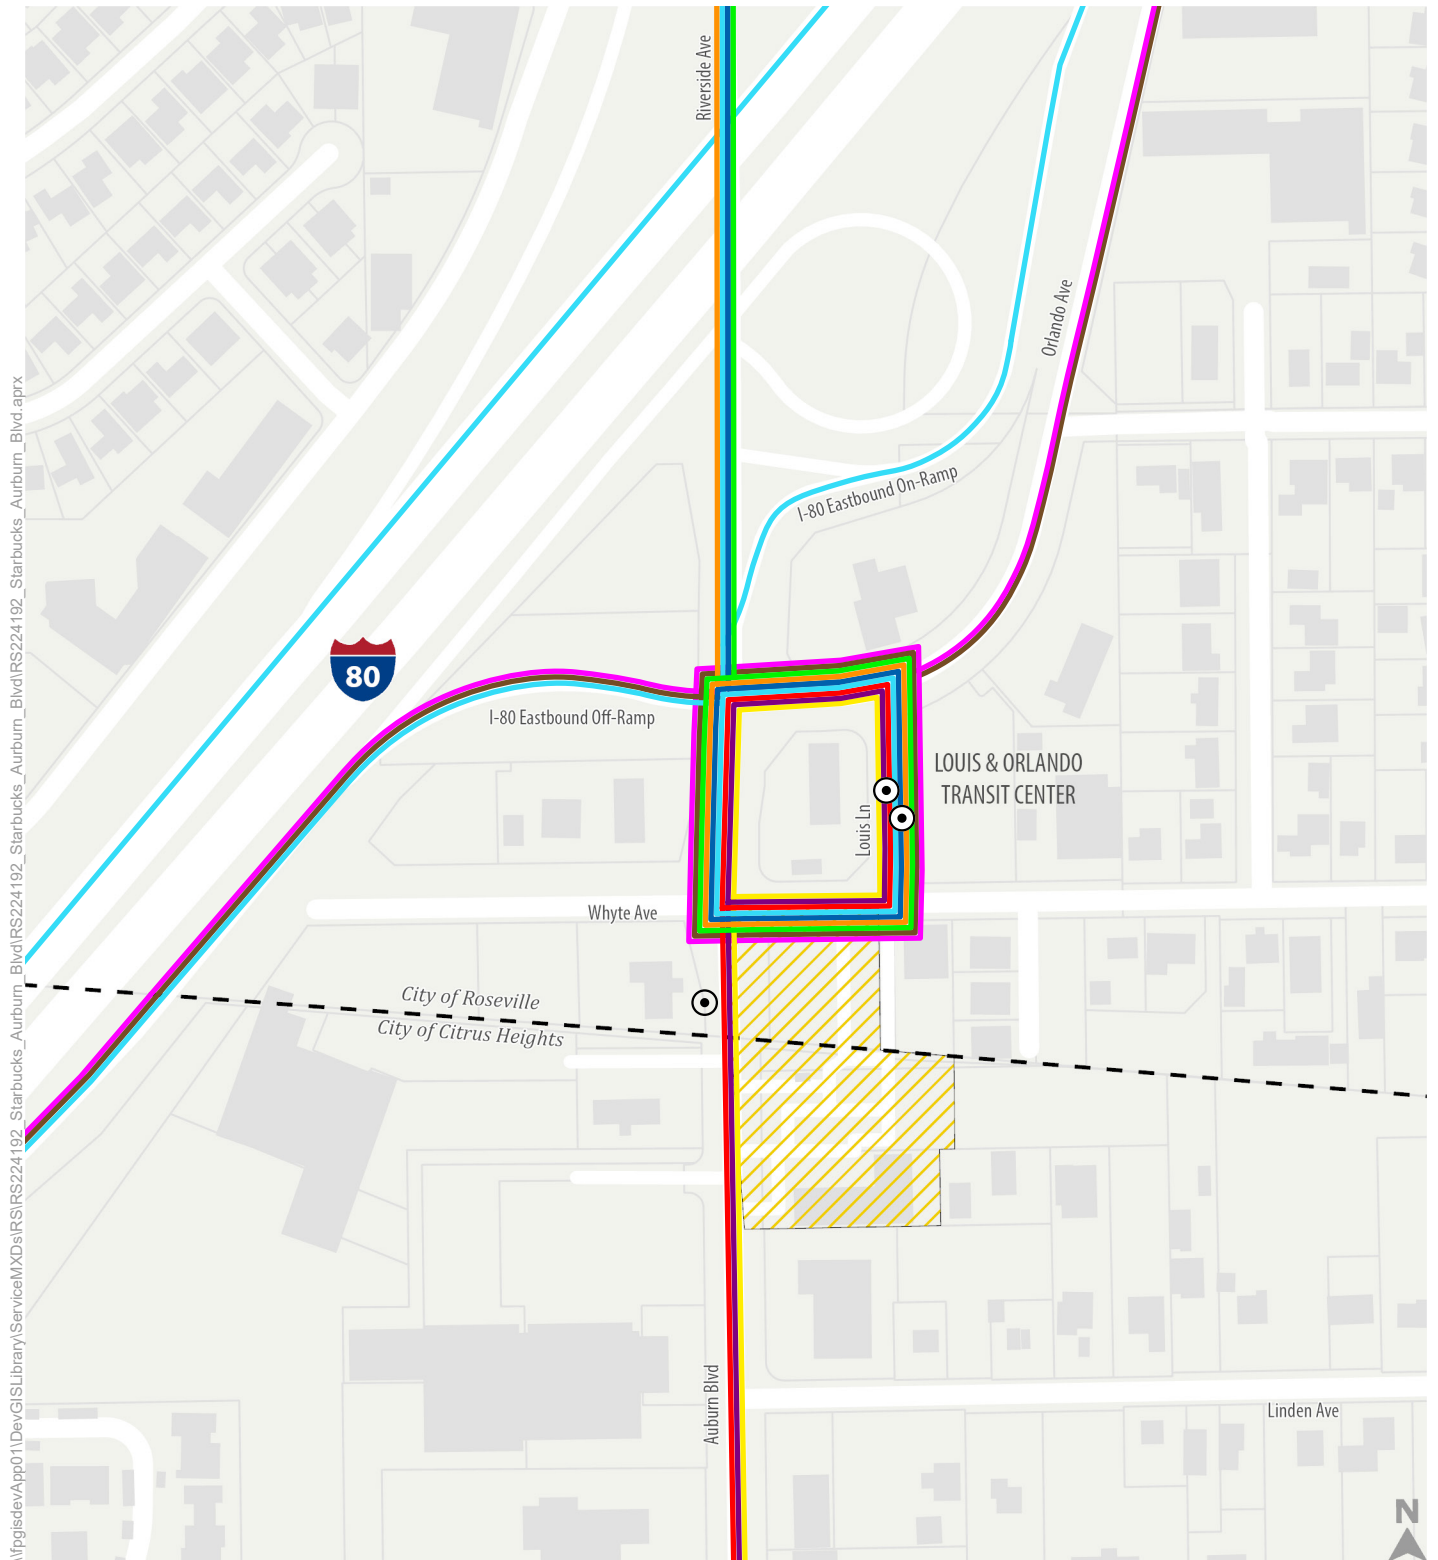 Riverside Ave
Orlando Ave
I-80 Eastbound On-Ramp
80
I-80 Eastbound Off-Ramp
LOUIS & ORLANDO
TRANSIT CENTER
Louis Ln
Whyte Ave
City of Roseville
City of Citrus Heights
Auburn Blvd
Linden Ave
N
\\fpgisdevApp01\DevGISLibrary\ServiceMXDs\RS\RS224192_Starbucks_Aurburn_Blvd\RS224192_Starbucks_Aurburn_Blvd.aprx